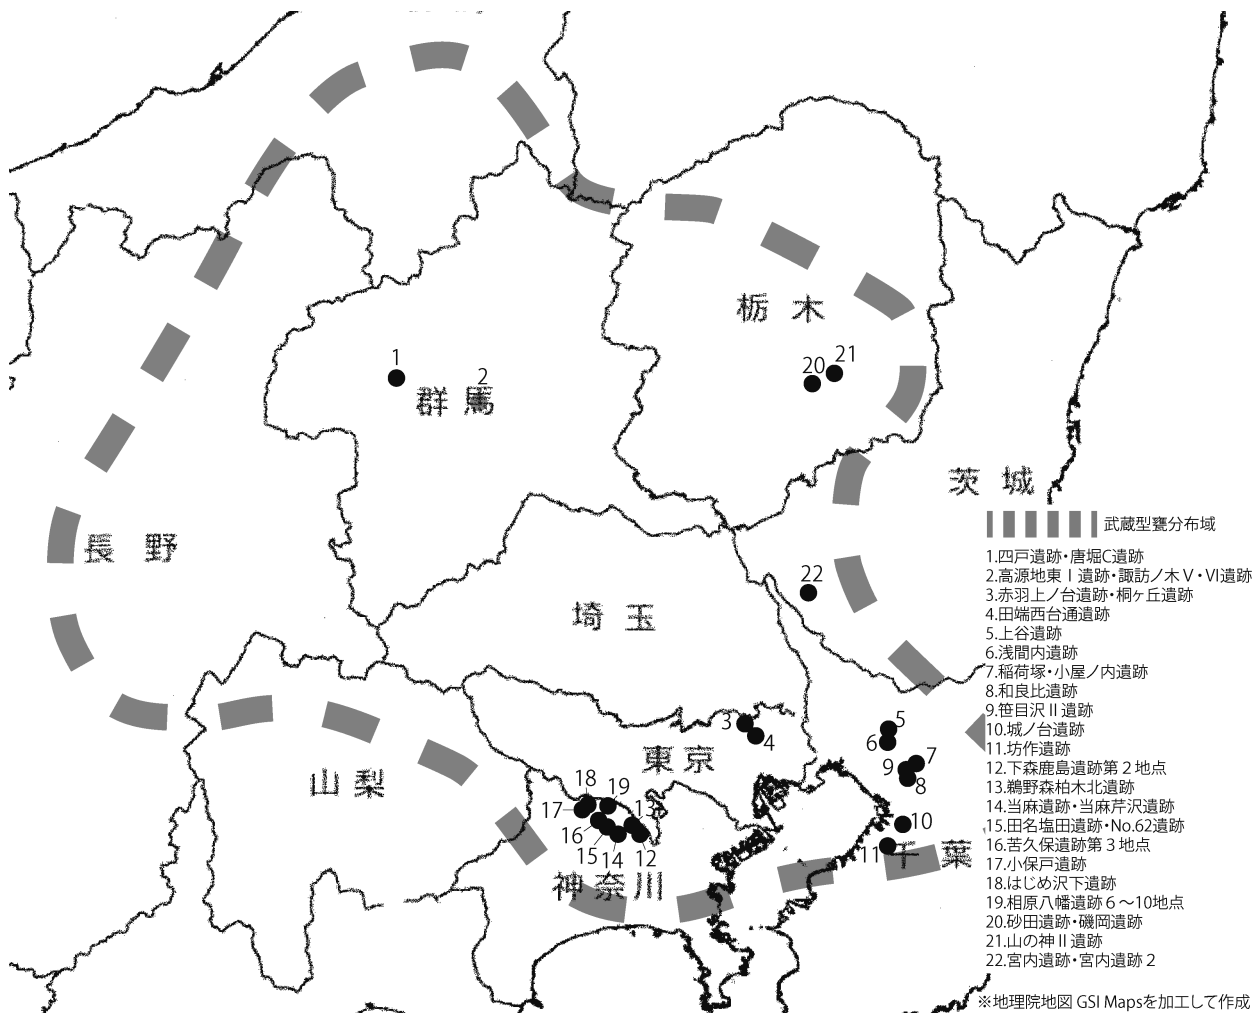 栃木
20
21
1
2
群馬
茨城
長野
22
埼玉
3
4
東京
5
6
7
9
8
10
11
千葉
山梨
18
19
17
16
13
15
14
12
神奈川
武蔵型甕分布域
1.四戸遺跡・唐堀C遺跡
2.高源地東Ⅰ遺跡・諏訪ノ木Ⅴ・Ⅵ遺跡
3.赤羽上ノ台遺跡・桐ヶ丘遺跡
4.田端西台通遺跡
5.上谷遺跡
6.浅間内遺跡
7.稲荷塚・小屋ノ内遺跡
8.和良比遺跡
9.笹目沢Ⅱ遺跡
10.城ノ台遺跡
11.坊作遺跡
12.下森鹿島遺跡第２地点
13.鵜野森柏木北遺跡
14.当麻遺跡・当麻芹沢遺跡
15.田名塩田遺跡・No.62遺跡
16.苦久保遺跡第３地点
17.小保戸遺跡
18.はじめ沢下遺跡
19.相原八幡遺跡６～10地点
20.砂田遺跡・磯岡遺跡
21.山の神Ⅱ遺跡
22.宮内遺跡・宮内遺跡２
※地理院地図 GSI Mapsを加工して作成